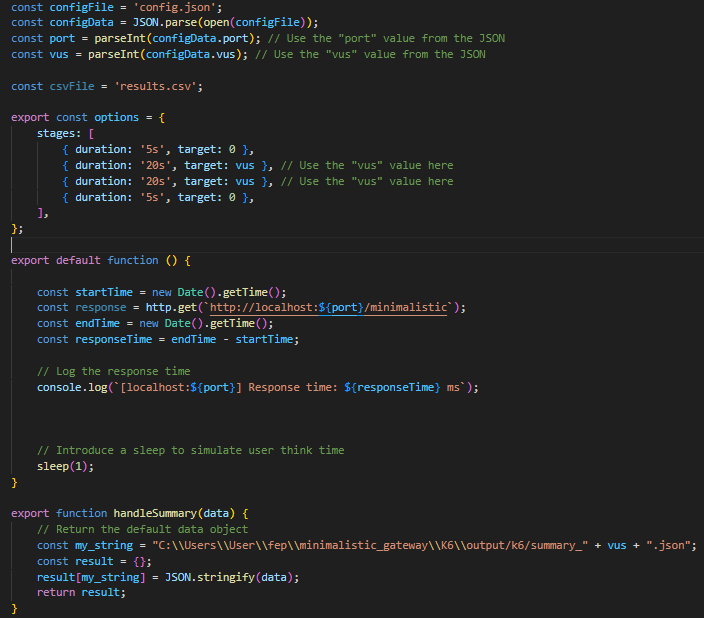 const configFile = 'config.json';
const configData = JSON.parse(open(configFile));
const port = parseInt(configData.port); // Use the "port" value from the JSON
const vus = parseInt(configData.vus); // Use the "vus" value from the JSON
const csvFile = 'results.csv';
export const options = {
    stages: [
        { duration: '5s', target: 0 },
        { duration: '20s', target: vus }, // Use the "vus" value here
        { duration: '20s', target: vus }, // Use the "vus" value here
        { duration: '5s', target: 0 },
    ],
};
export default function () {
    const startTime = new Date().getTime();
    const response = http.get(`http://localhost:${port}/minimalistic`);
    const endTime = new Date().getTime();
    const responseTime = endTime - startTime;
    // Log the response time
    console.log(`[localhost:${port}] Response time: ${responseTime} ms`);
    // Introduce a sleep to simulate user think time
    sleep(1);
}
export function handleSummary(data) {
    // Return the default data object
    const my_string = "C:\\Users\\User\\fep\\minimalistic_gateway\\K6\\output/k6/summary_" + vus + ".json";
    const result = {};
    result[my_string] = JSON.stringify(data);
    return result;
}